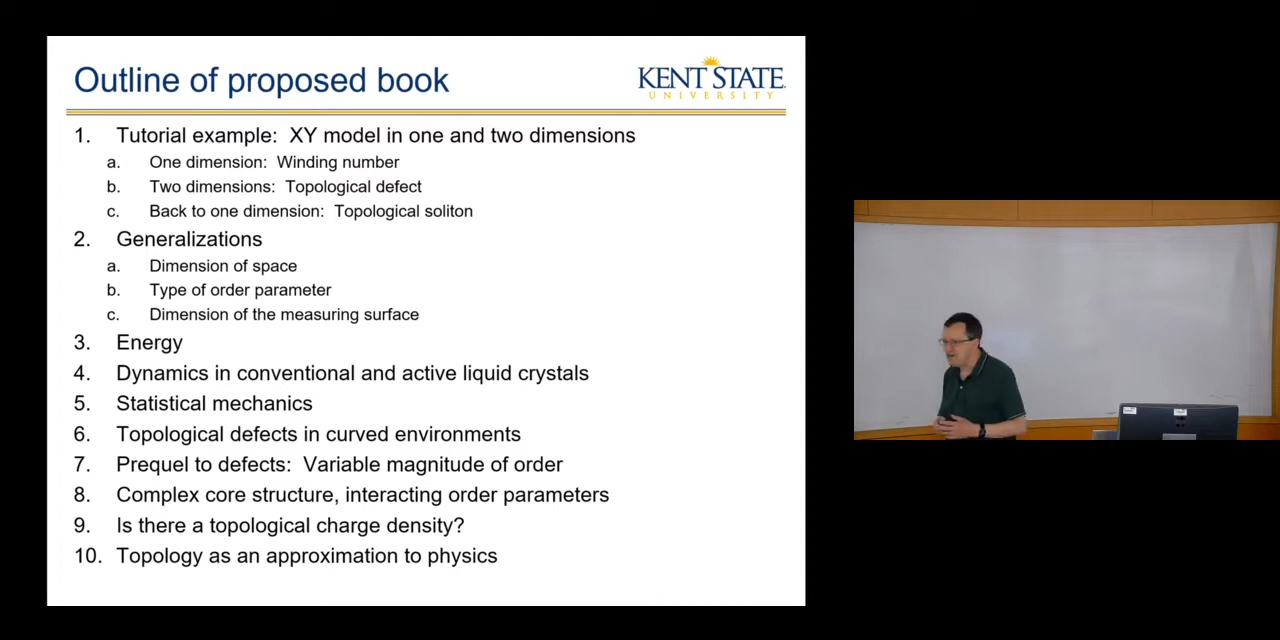 Outline of proposed book
KENT STATE
UNIVERSITY
1. Tutorial example: XY model in one and two dimensions
a. One dimension: Winding number
b. Two dimensions: Topological defect
c. Back to one dimension: Topological soliton
2. Generalizations
a. Dimension of space
b. Type of order parameter
c. Dimension of the measuring surface
3. Energy
4. Dynamics in conventional and active liquid crystals
5. Statistical mechanics
6. Topological defects in curved environments
7. Prequel to defects: Variable magnitude of order
8. Complex core structure, interacting order parameters
9. Is there a topological charge density?
10. Topology as an approximation to physics